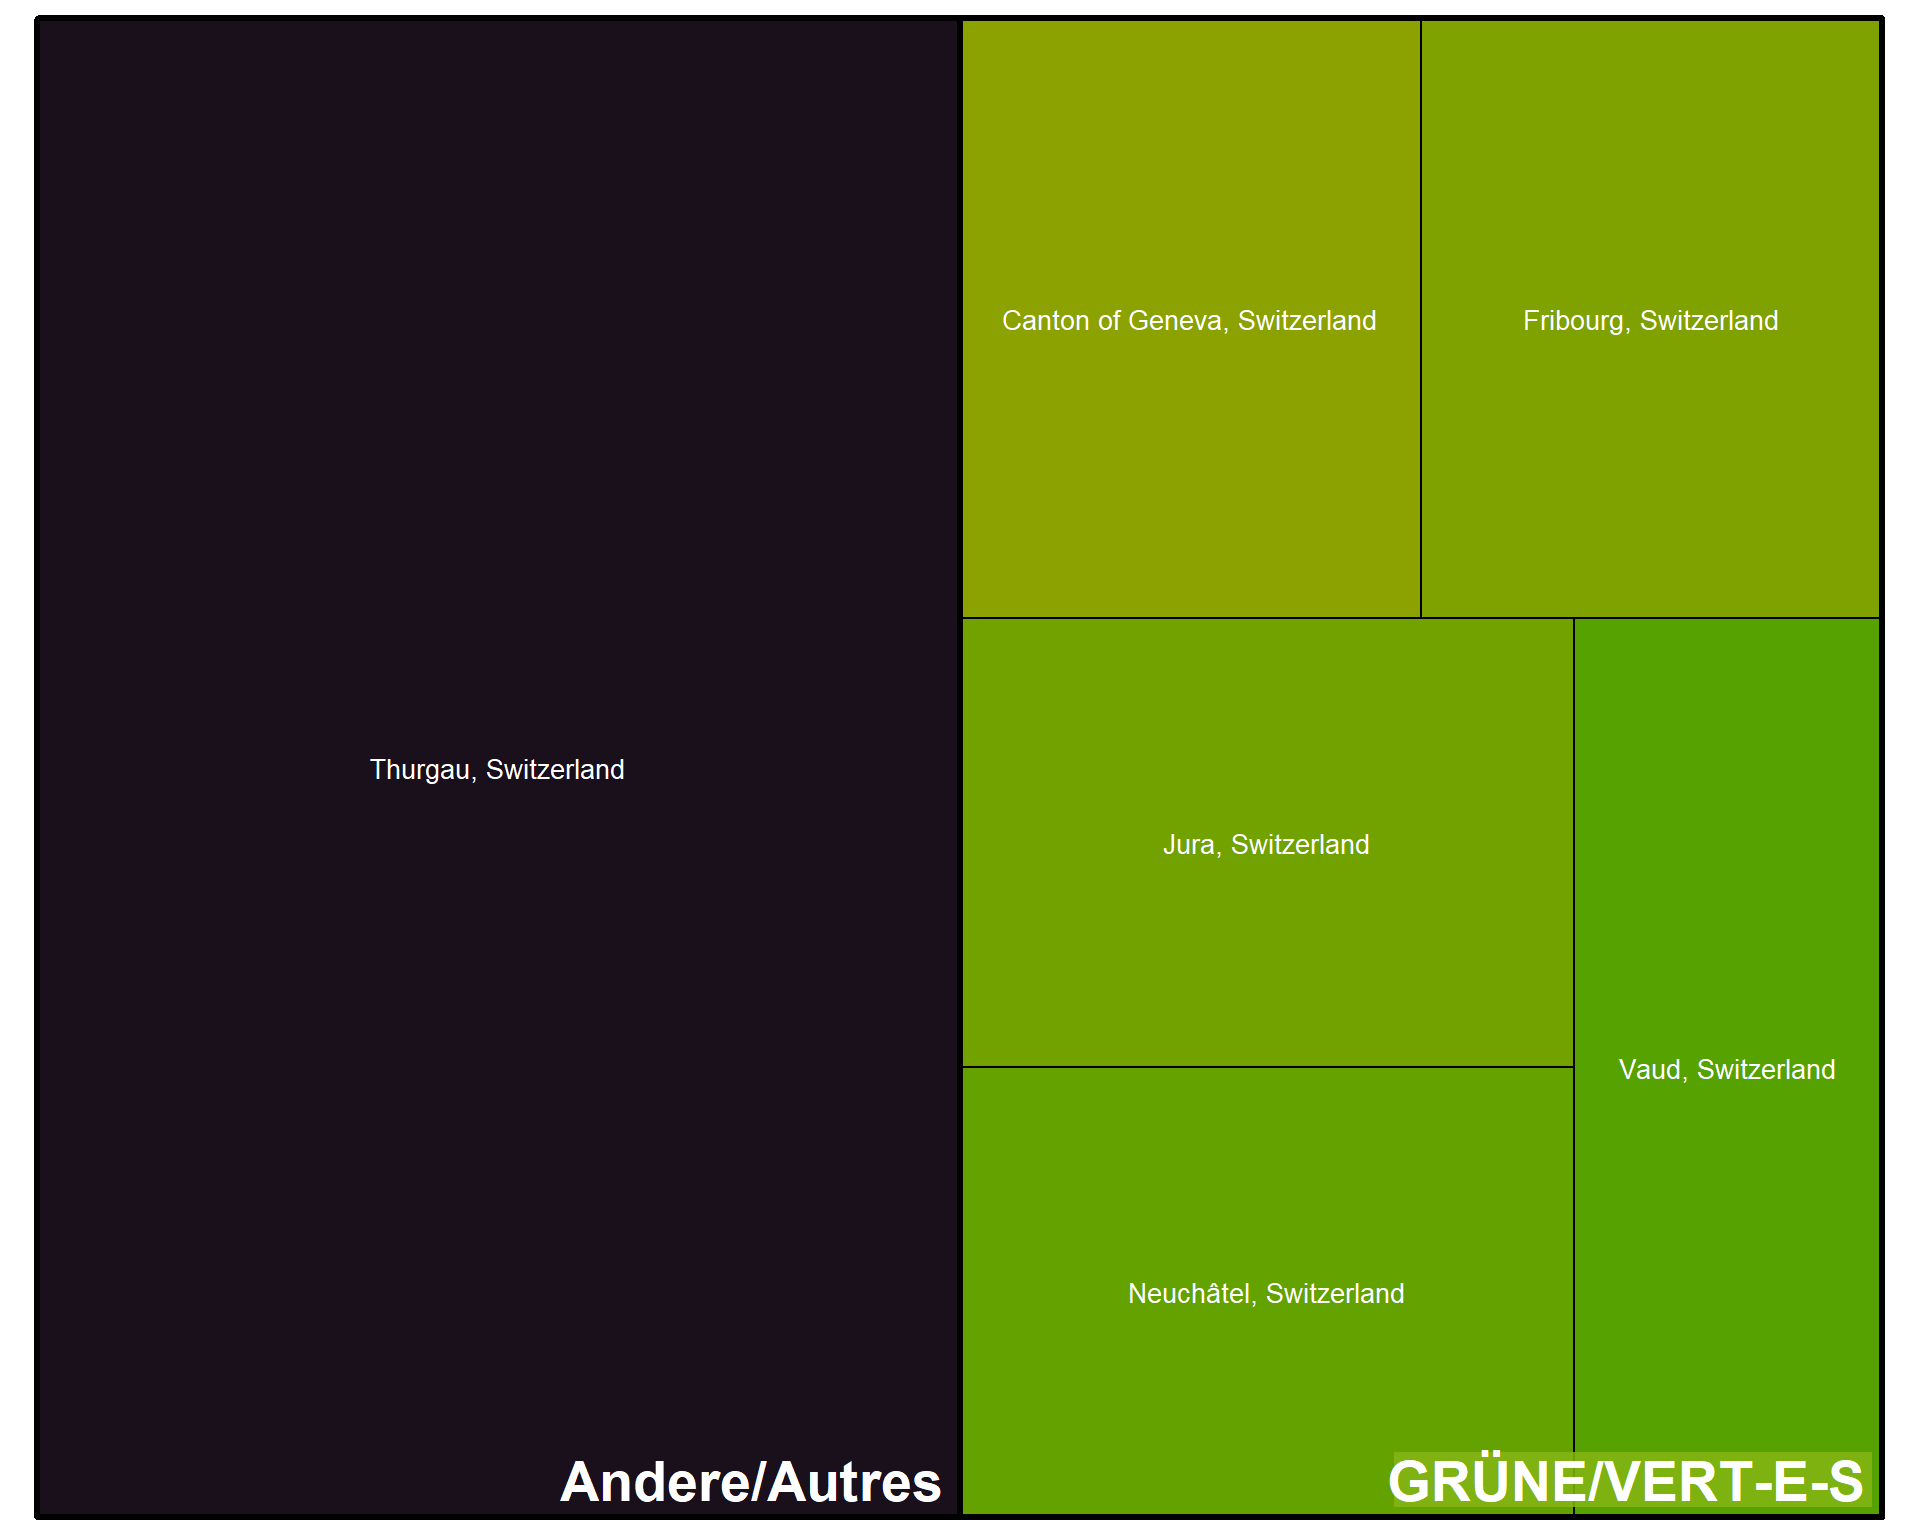 Thurgau, Switzerland
Andere/Autres
Canton of Geneva, Switzerland
Fribourg, Switzerland
Jura, Switzerland
Vaud, Switzerland
Neuchâtel, Switzerland
GRÜNE/VERT-E-S